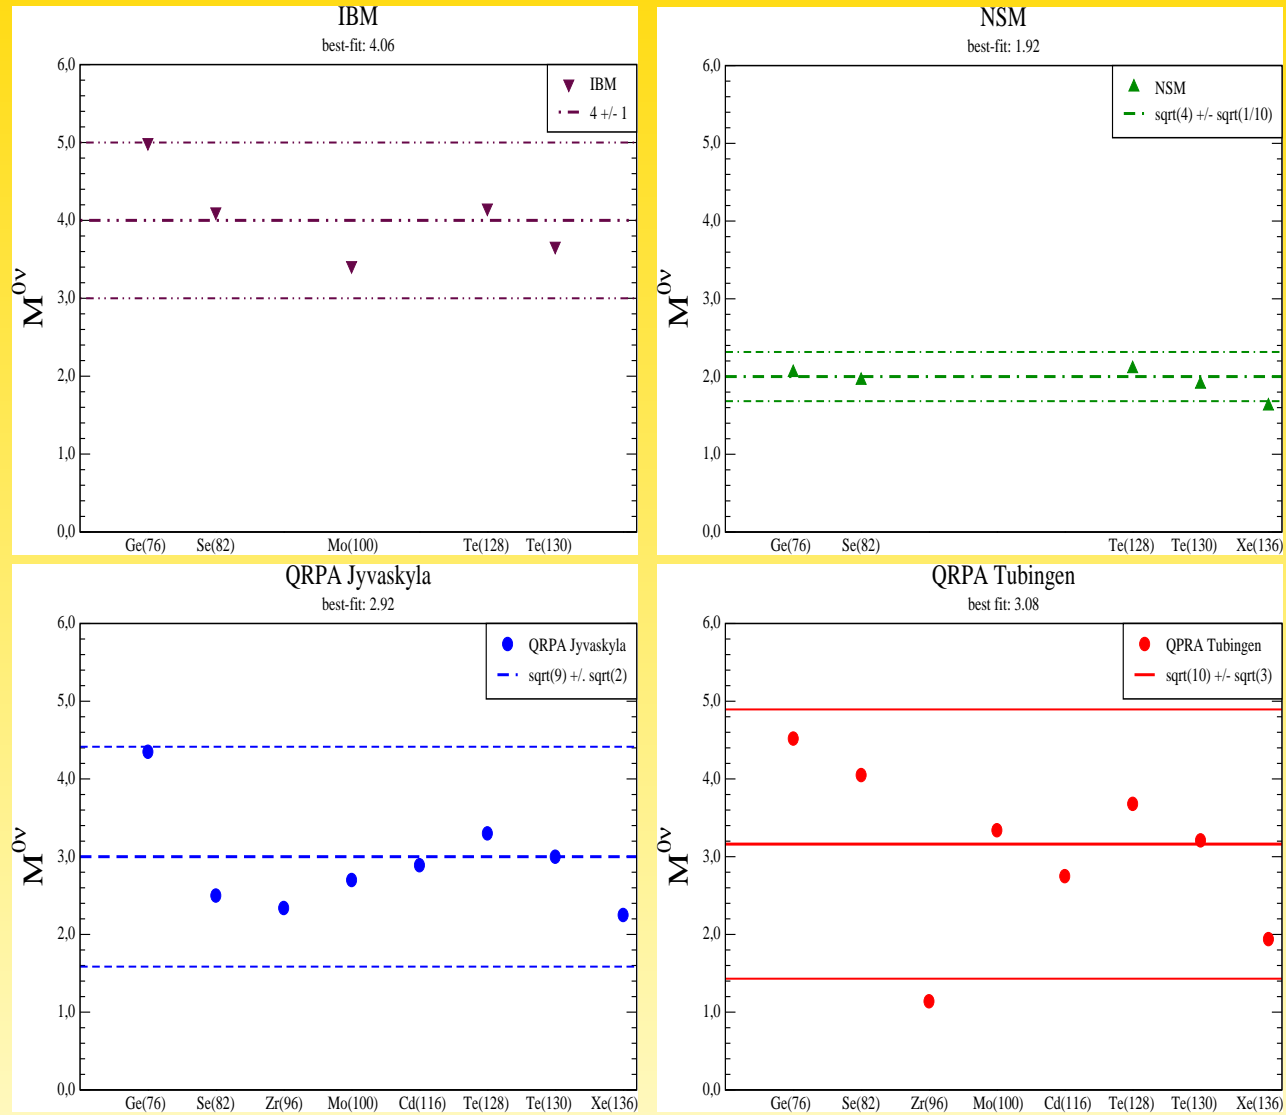 IBM
best-fit: 4.06
6,0
5,0
4,0
3,0
2,0
1,0
0,0
M^0ν
IBM
4 +/- 1
Ge(76) Se(82) Mo(100) Te(128) Te(130)
NSM
best-fit: 1.92
6,0
5,0
4,0
3,0
2,0
1,0
0,0
M^0ν
NSM
sqrt(4) +/- sqrt(1/10)
Ge(76) Se(82) Te(128) Te(130) Xe(136)
QRPA Jyvaskyla
best-fit: 2.92
6,0
5,0
4,0
3,0
2,0
1,0
0,0
M^0ν
QRPA Jyvaskyla
sqrt(9) +/. sqrt(2)
Ge(76) Se(82) Zr(96) Mo(100) Cd(116) Te(128) Te(130) Xe(136)
QRPA Tubingen
best fit: 3.08
6,0
5,0
4,0
3,0
2,0
1,0
0,0
M^0ν
QPRA Tubingen
sqrt(10) +/- sqrt(3)
Ge(76) Se(82) Zr(96) Mo(100) Cd(116) Te(128) Te(130) Xe(136)